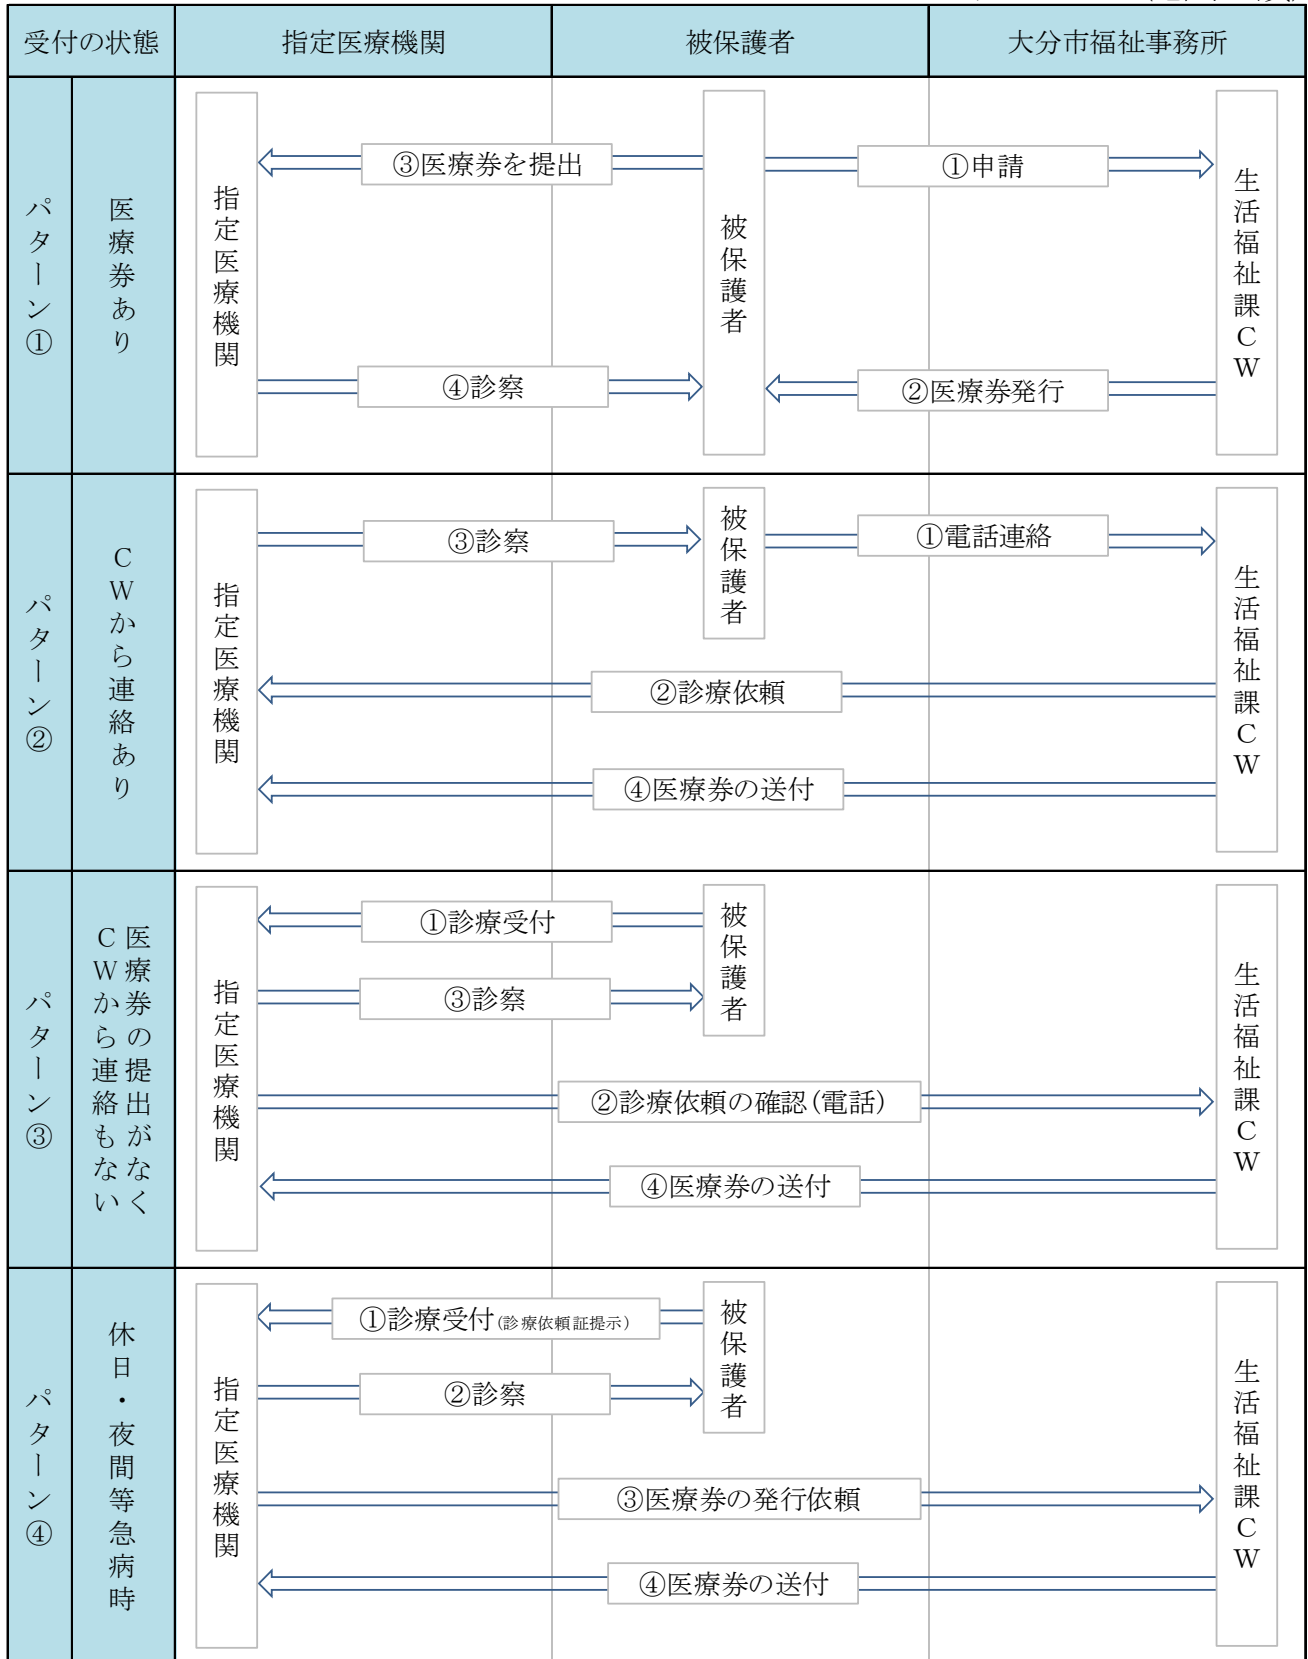 受付の状態
指定医療機関
被保護者
大分市福祉事務所
パターン①
医療券あり
指定医療機関
③医療券を提出
被保護者
①申請
生活福祉課CW
④診察
②医療券発行
パターン②
CWから連絡あり
指定医療機関
③診察
被保護者
①電話連絡
生活福祉課CW
②診療依頼
④医療券の送付
パターン③
医療券の提出がなく
CWから連絡もない
指定医療機関
①診療受付
被保護者
生活福祉課CW
③診察
②診療依頼の確認(電話)
④医療券の送付
パターン④
休日・夜間等急病時
指定医療機関
①診療受付(診療依頼証提示)
被保護者
生活福祉課CW
②診察
③医療券の発行依頼
④医療券の送付